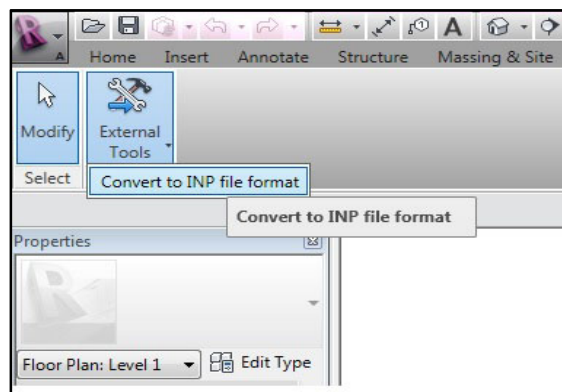 A
A
Home Insert Annotate Structure Massing & Site
Modify
External
Tools
Select
Convert to INP file format
Convert to INP file format
Properties
R
Floor Plan: Level 1 Edit Type